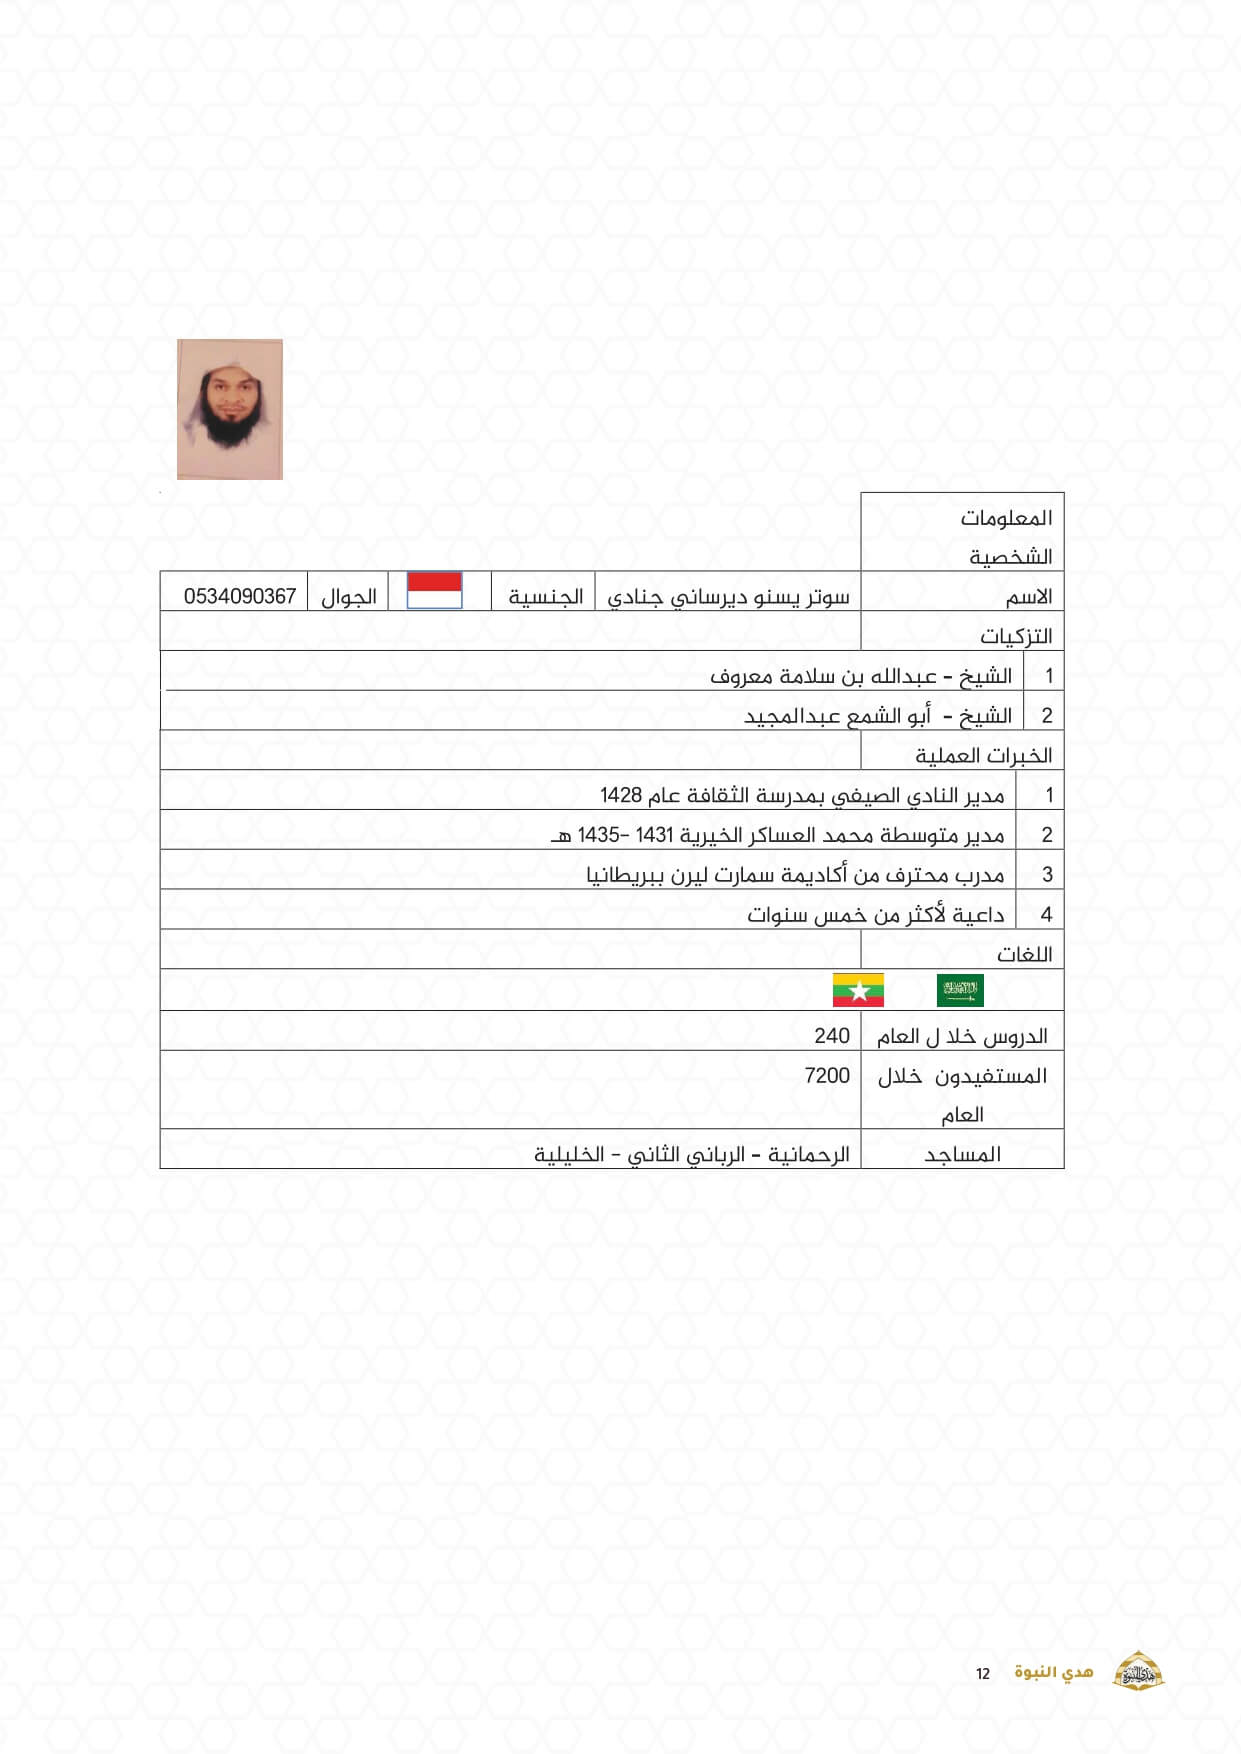 المعلومات
الشخصية
الاسم سوتر يسنو ديرساني جنادي الجنسية الجوال 0534090367
التزكيات
1 الشيخ - عبدالله بن سلامة معروف
2 الشيخ - أبو الشمع عبدالمجيد
الخبرات العملية
1 مدير النادي الصيفي بمدرسة الثقافة عام 1428
2 مدير متوسطة محمد العساكر الخيرية 1431 -1435 هـ
3 مدرب محترف من أكاديمة سمارت ليرن ببريطانيا
4 داعية لأكثر من خمس سنوات
اللغات
الدروس خلا ل العام 240
المستفيدون خلال 7200
العام
المساجد الرحمانية - الرباني الثاني - الخليلية
هدي النبوة 12